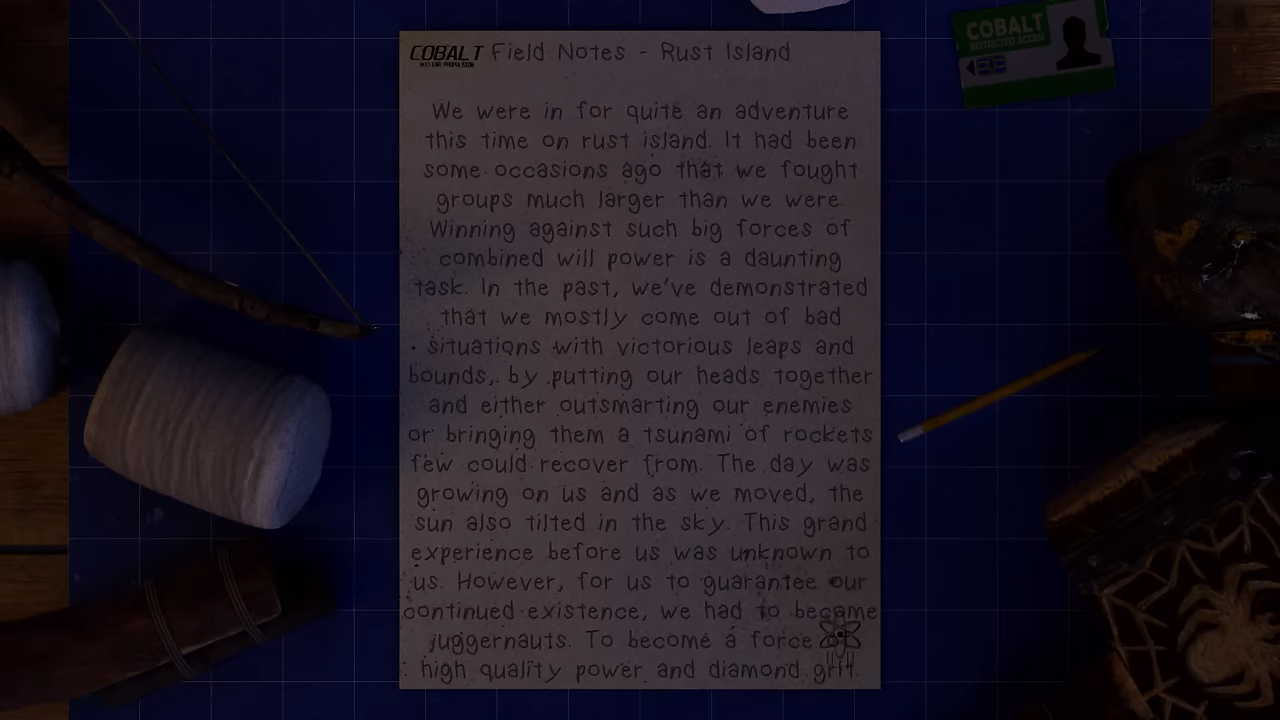 COBALT Field Notes - Rust Island
NUCLEAR PROPULSION
COBALT
RESTRICTED ACCESS
We were in for quite an adventure
this time on rust island. It had been
some occasions ago that we fought
groups much larger than we were.
Winning against such big forces of
combined will power is a daunting
task. In the past, we've demonstrated
that we mostly come out of bad
situations with victorious leaps and
bounds, by putting our heads together
and either outsmarting our enemies
or bringing them a tsunami of rockets
few could recover from. The day was
growing on us and as we moved, the
sun also tilted in the sky. This grand
experience before us was unknown to
us. However, for us to guarantee our
continued existence, we had to became
juggernauts. To become a force
high quality power and diamond grit.